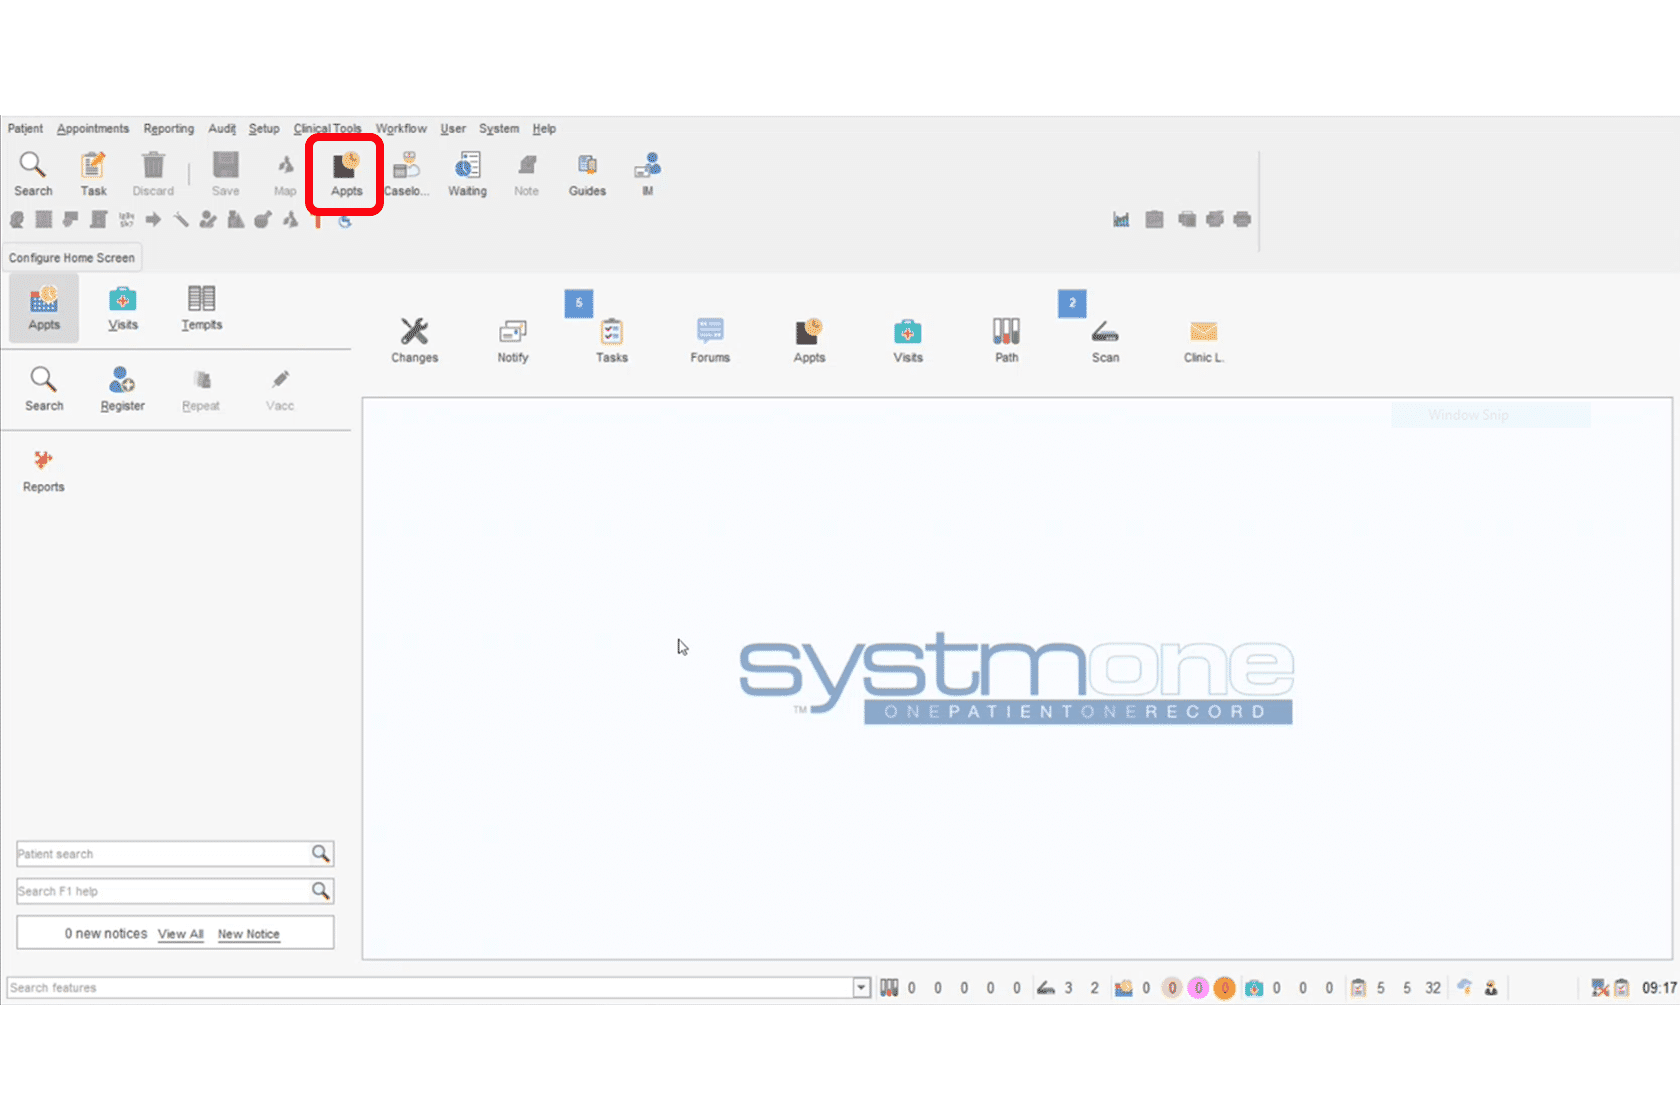 Patient Appointments Reporting Audit Setup Clinical Tools Workflow User System Help
Search Task Discard Save Map Appts Caselo... Waiting Note Guides IM
Configure Home Screen
Appts Visits Templts
5 2
Changes Notify Tasks Forums Appts Visits Path Scan Clinic L.
Search Register Repeat Vacc
Window Snip
Reports
systmone
TM ONEPATIENTONERECORD
Patient search
Search F1 help
0 new notices View All New Notice
Search features 0 0 0 0 0 3 2 0 0 0 0 0 0 0 5 5 32 09:17